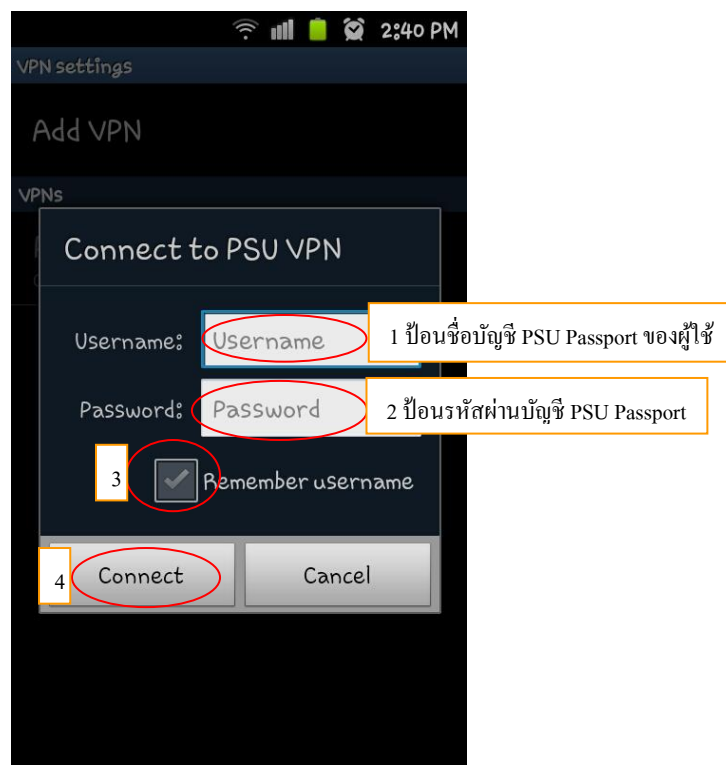 2:40 PM
VPN settings
Add VPN
VPNs
Connect to PSU VPN
Username: Username
1 ป้อนชื่อบัญชี PSU Passport ของผู้ใช้
Password: Password
2 ป้อนรหัสผ่านบัญชี PSU Passport
3 Remember username
4 Connect Cancel